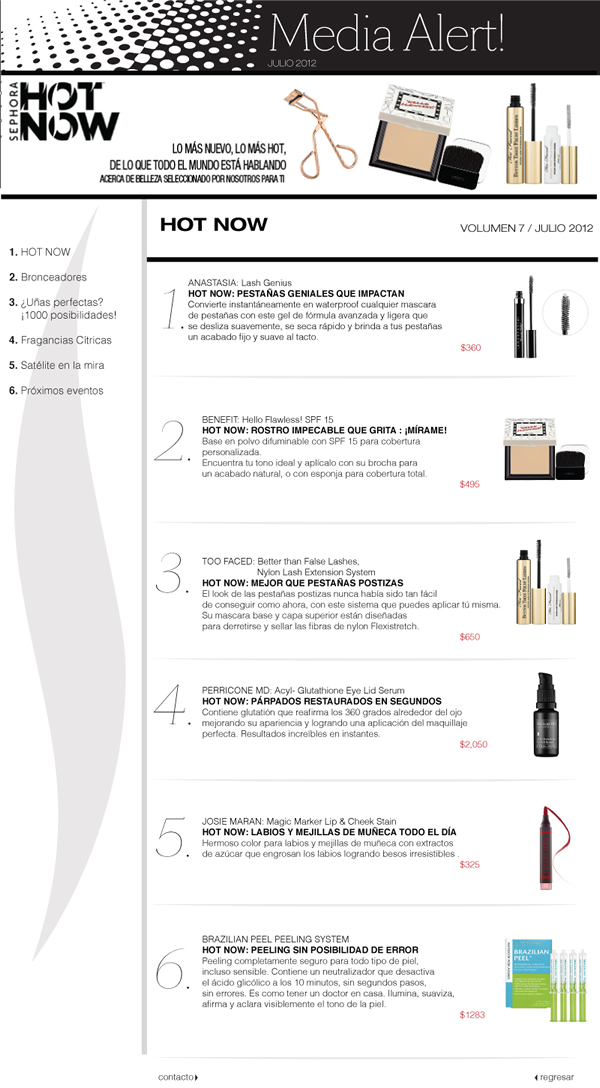 Media Alert!
JULIO 2012
SEPHORA
HOT
NOW
LO MÁS NUEVO, LO MÁS HOT,
DE LO QUE TODO EL MUNDO ESTÁ HABLANDO
ACERCA DE BELLEZA SELECCIONADO POR NOSOTROS PARA TI
1. HOT NOW
2. Bronceadores
3. ¿Uñas perfectas?
¡1000 posibilidades!
4. Fragancias Cítricas
5. Satélite en la mira
6. Próximos eventos
HOT NOW
VOLUMEN 7 / JULIO 2012
1.
ANASTASIA: Lash Genius
HOT NOW: PESTAÑAS GENIALES QUE IMPACTAN
Convierte instantáneamente en waterproof cualquier mascara
de pestañas con este gel de fórmula avanzada y ligera que
se desliza suavemente, se seca rápido y brinda a tus pestañas
un acabado fijo y suave al tacto.
$360
2.
BENEFIT: Hello Flawless! SPF 15
HOT NOW: ROSTRO IMPECABLE QUE GRITA : ¡MÍRAME!
Base en polvo difuminable con SPF 15 para cobertura
personalizada.
Encuentra tu tono ideal y aplícalo con su brocha para
un acabado natural, o con esponja para cobertura total.
$495
3.
TOO FACED: Better than False Lashes,
Nylon Lash Extension System
HOT NOW: MEJOR QUE PESTAÑAS POSTIZAS
El look de las pestañas postizas nunca había sido tan fácil
de conseguir como ahora, con este sistema que puedes aplicar tú misma.
Su mascara base y capa superior están diseñadas
para derretirse y sellar las fibras de nylon Flexistretch.
$650
4.
PERRICONE MD: Acyl- Glutathione Eye Lid Serum
HOT NOW: PÁRPADOS RESTAURADOS EN SEGUNDOS
Contiene glutatión que reafirma los 360 grados alrededor del ojo
mejorando su apariencia y logrando una aplicación del maquillaje
perfecta. Resultados increíbles en instantes.
$2,050
5.
JOSIE MARAN: Magic Marker Lip & Cheek Stain
HOT NOW: LABIOS Y MEJILLAS DE MUÑECA TODO EL DÍA
Hermoso color para labios y mejillas de muñeca con extractos
de azúcar que engrosan los labios logrando besos irresistibles .
$325
6.
BRAZILIAN PEEL PEELING SYSTEM
HOT NOW: PEELING SIN POSIBILIDAD DE ERROR
Peeling completamente seguro para todo tipo de piel,
incluso sensible. Contiene un neutralizador que desactiva
el ácido glicólico a los 10 minutos, sin segundos pasos,
sin errores. Es como tener un doctor en casa. Ilumina, suaviza,
afirma y aclara visiblemente el tono de la piel.
$1283
BRAZILIAN
PEEL
contacto
regresar